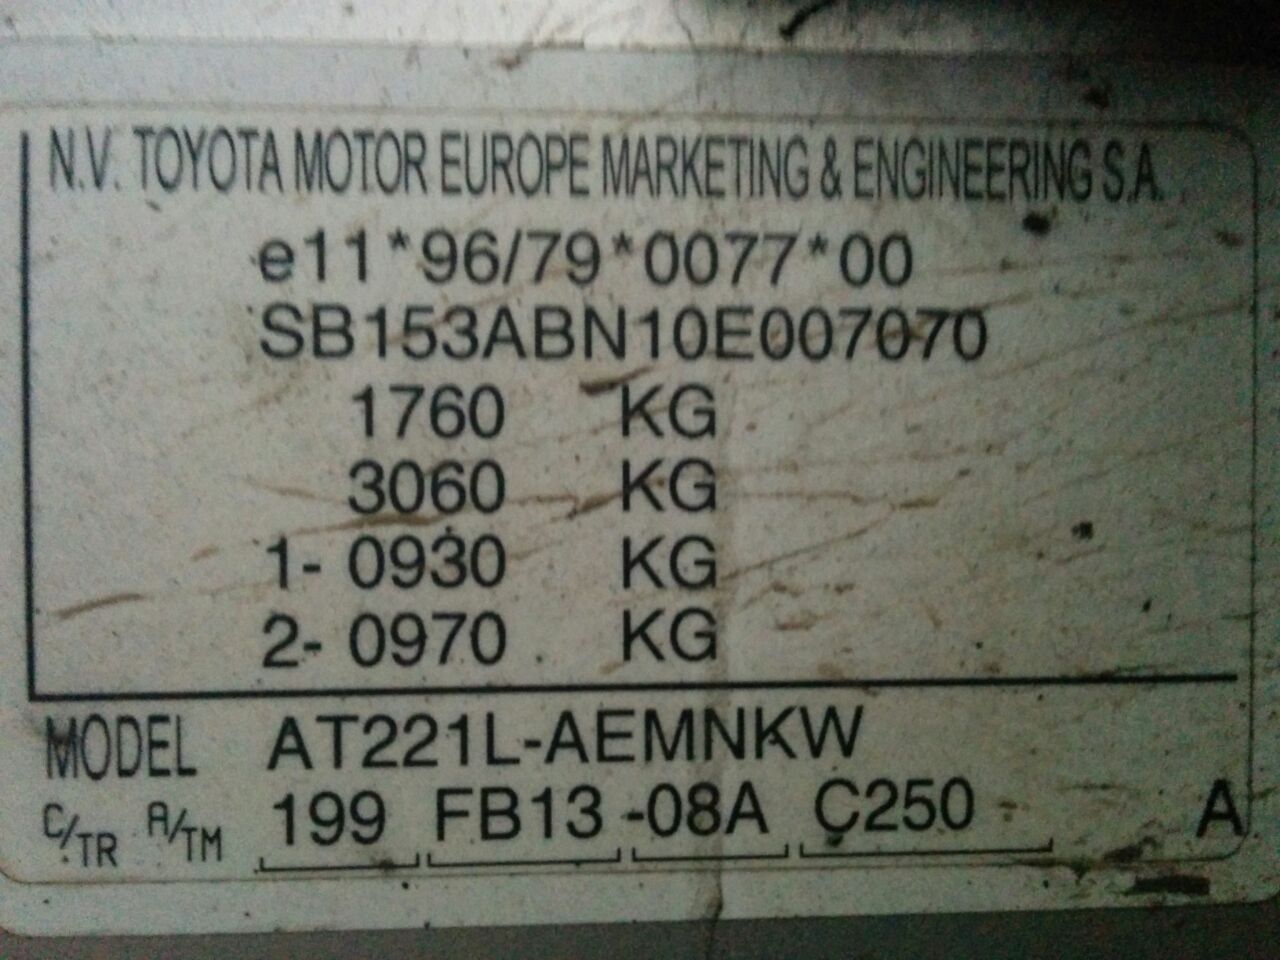 N.V. TOYOTA MOTOR EUROPE MARKETING & ENGINEERING S.A.
e11*96/79*0077*00
SB153ABN10E007070
1760 KG
3060 KG
1- 0930 KG
2- 0970 KG
MODEL AT221L-AEMNKW
C/TR A/TM 199 FB13 -08A C250 A